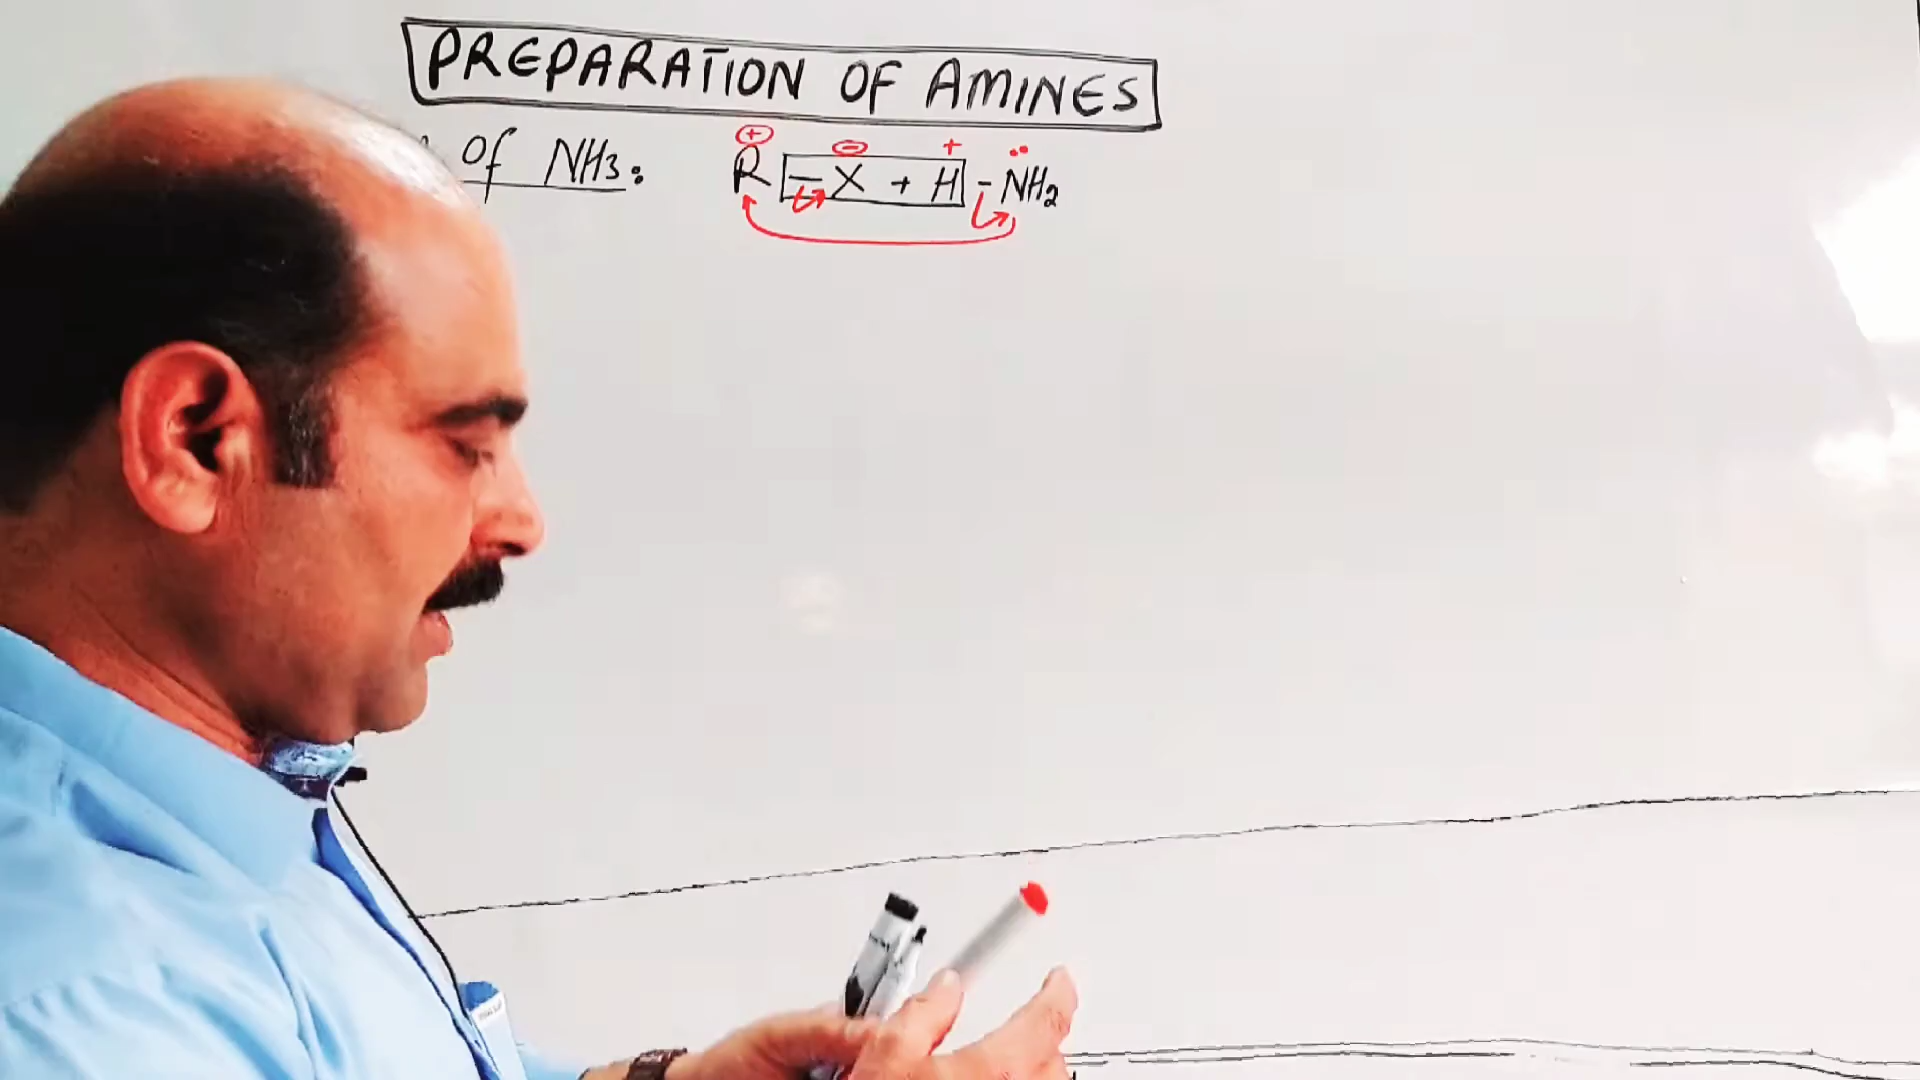 PREPARATION OF AMINES
of NH3: R - X + H - NH2